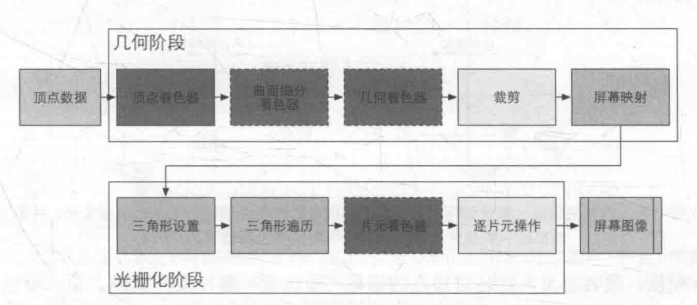 几何阶段
顶点数据
顶点着色器
曲面细分
着色器
几何着色器
裁剪
屏幕映射
三角形设置
三角形遍历
片元着色器
逐片元操作
屏幕图像
光栅化阶段